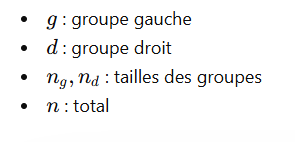 • g : groupe gauche
• d : groupe droit
• n_g, n_d : tailles des groupes
• n : total